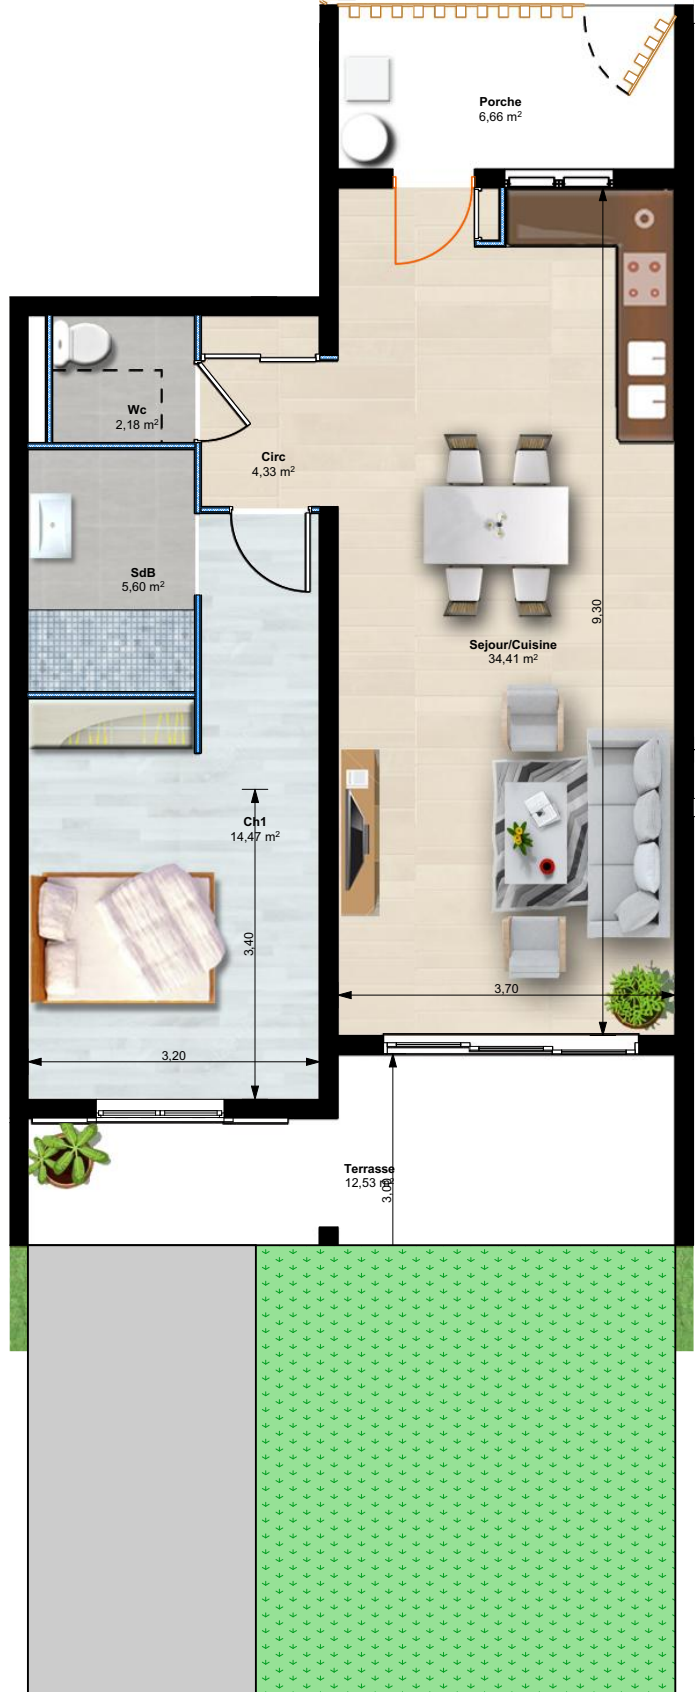 Porche
6,66 m²
Wc
2,18 m²
Circ
4,33 m²
SdB
5,60 m²
9,30
Sejour/Cuisine
34,41 m²
Ch1
14,47 m²
3,40
3,70
3,20
Terrasse
12,53 m²
3,00